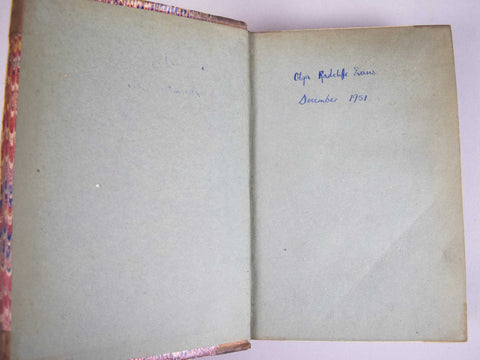 Olga Radcliffe Evans
December 1951